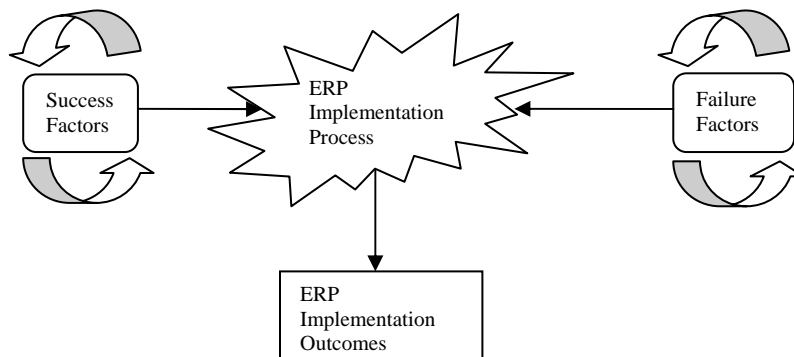 Success
Factors
ERP
Implementation
Process
Failure
Factors
ERP
Implementation
Outcomes